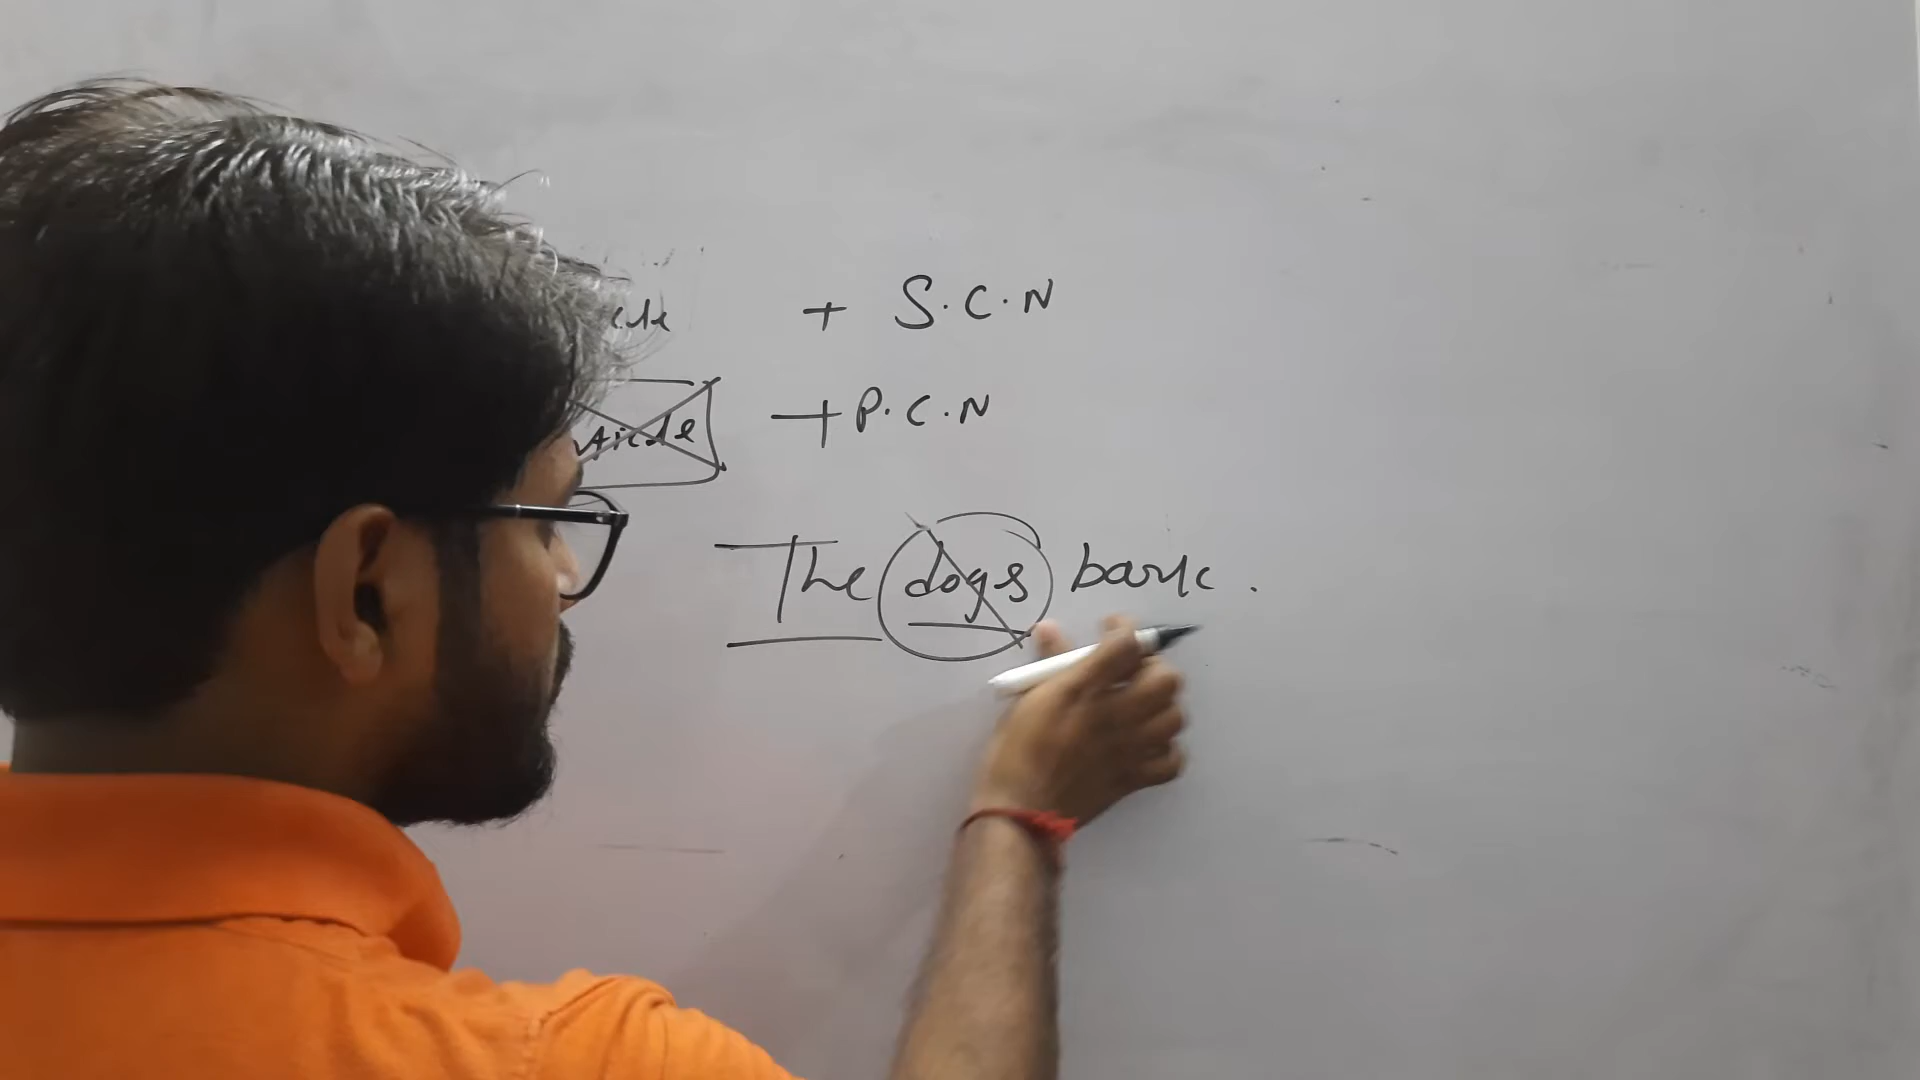 + S.C.N
+ P.C.N
The dogs bark.